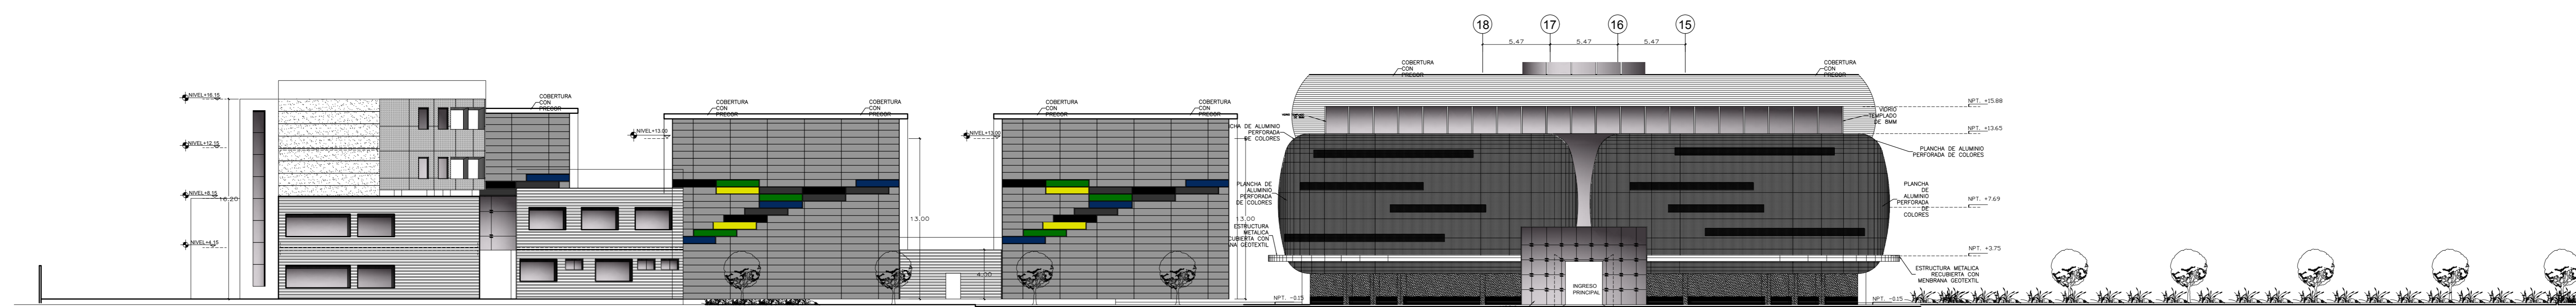 18
17
16
15
5.47
5.47
5.47
COBERTURA
CON
PRECOR
COBERTURA
CON
PRECOR
NIVEL+16.15
COBERTURA
CON
PRECOR
COBERTURA
CON
PRECOR
COBERTURA
CON
PRECOR
COBERTURA
CON
PRECOR
COBERTURA
CON
PRECOR
NPT. +15.88
VIDRIO
TEMPLADO
DE 8MM
NPT. +13.65
NIVEL+13.00
NIVEL+13.00
CHA DE ALUMINIO
PERFORADA
DE COLORES
NIVEL+12.15
PLANCHA DE ALUMINIO
PERFORADA DE COLORES
NIVEL+8.15
16.20
PLANCHA DE
ALUMINIO
PERFORADA
DE COLORES
PLANCHA
DE
ALUMINIO
PERFORADA
DE
COLORES
NPT. +7.69
13.00
13.00
NIVEL+4.15
ESTRUCTURA
METALICA
CUBIERTA CON
ANA GEOTEXTIL
NPT. +3.75
4.00
ESTRUCTURA METALICA
RECUBIERTA CON
MENBRANA GEOTEXTIL
INGRESO
PRINCIPAL
NPT. -0.15
NPT. -0.15